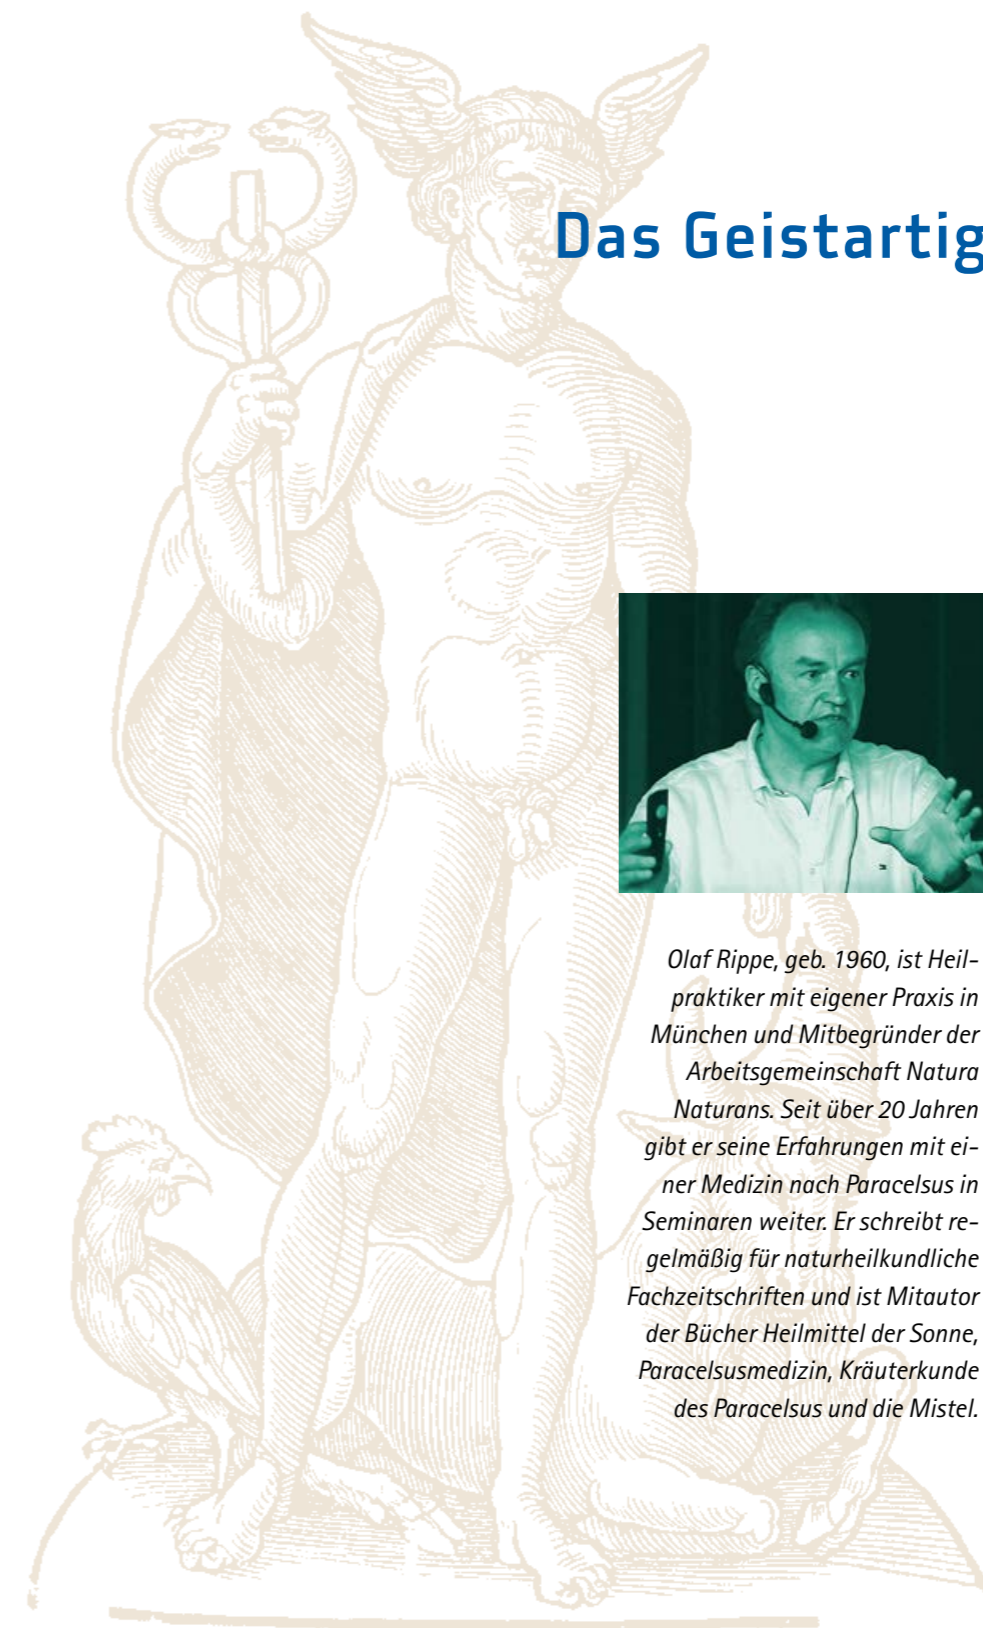 Das Geistartig
Olaf Rippe, geb. 1960, ist Heil-
praktiker mit eigener Praxis in
München und Mitbegründer der
Arbeitsgemeinschaft Natura
Naturans. Seit über 20 Jahren
gibt er seine Erfahrungen mit ei-
ner Medizin nach Paracelsus in
Seminaren weiter. Er schreibt re-
gelmäßig für naturheilkundliche
Fachzeitschriften und ist Mitautor
der Bücher Heilmittel der Sonne,
Paracelsusmedizin, Kräuterkunde
des Paracelsus und die Mistel.